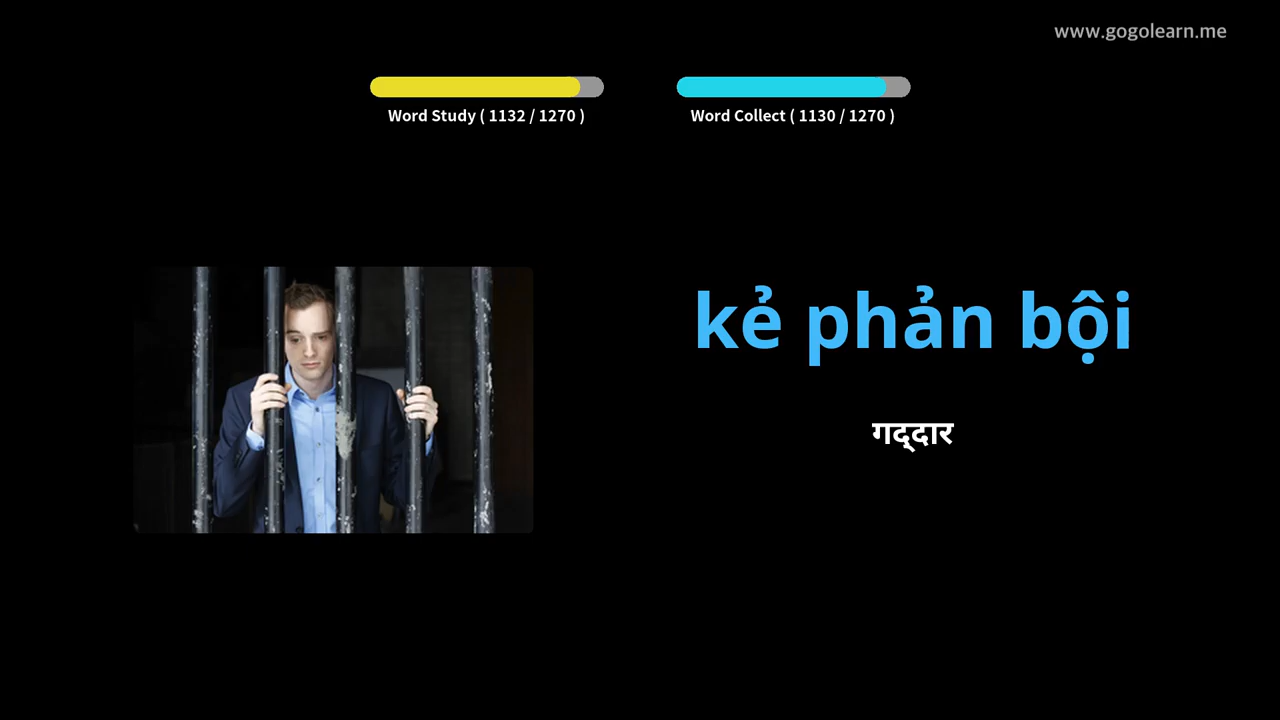 www.gogolearn.me
Word Study ( 1132 / 1270 )
Word Collect ( 1130 / 1270 )
kẻ phản bội
गद्दार